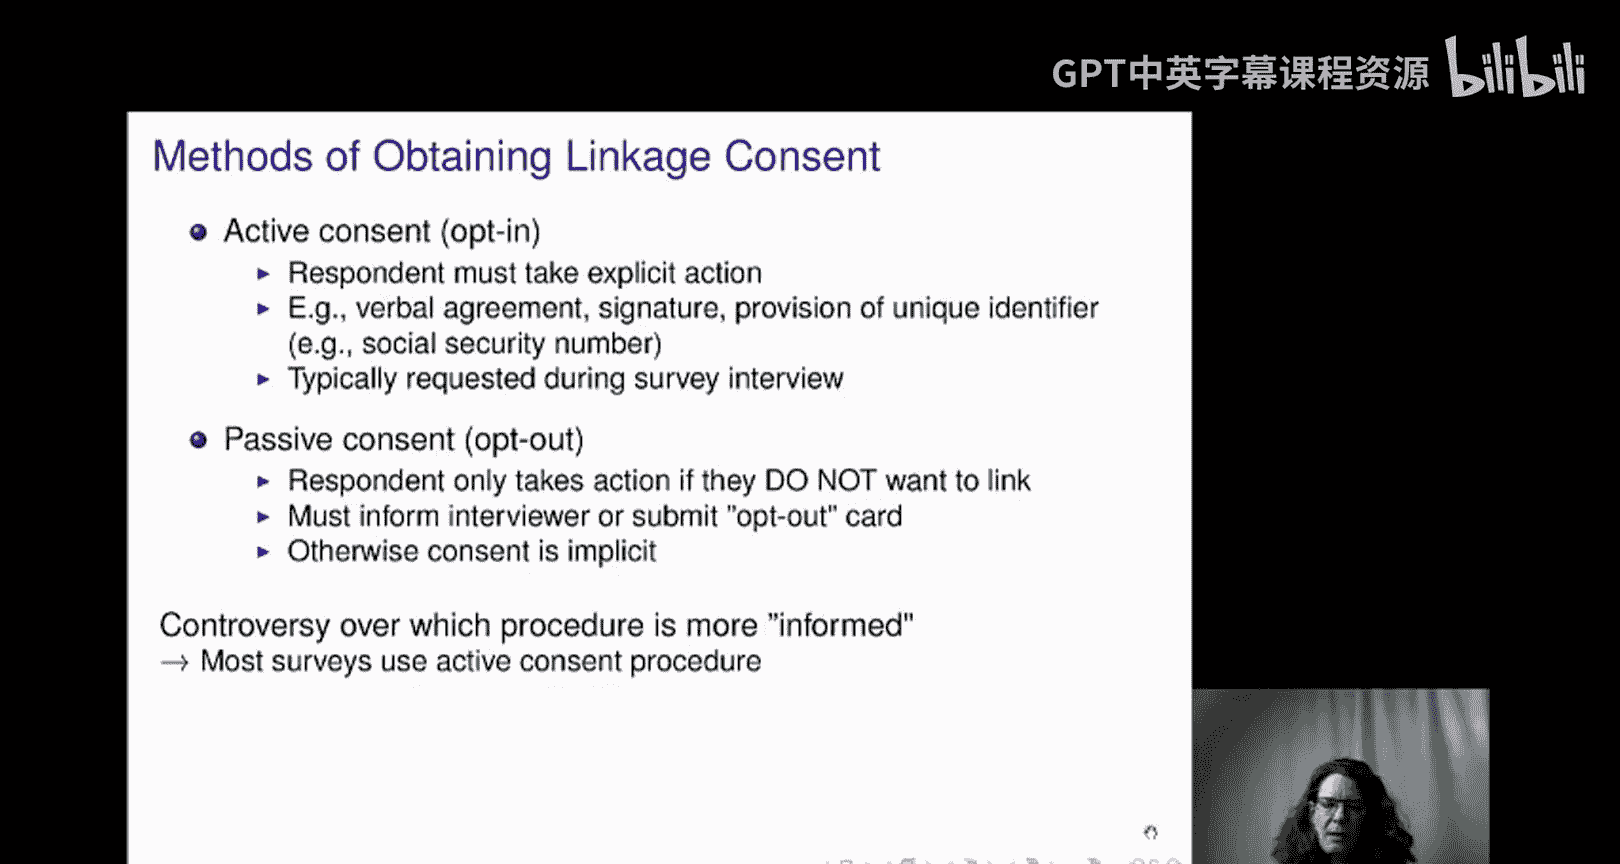 GPT中英字幕课程资源 bilibili
Methods of Obtaining Linkage Consent
Active consent (opt-in)
Respondent must take explicit action
E.g., verbal agreement, signature, provision of unique identifier
(e.g., social security number)
Typically requested during survey interview
Passive consent (opt-out)
Respondent only takes action if they DO NOT want to link
Must inform interviewer or submit "opt-out" card
Otherwise consent is implicit
Controversy over which procedure is more "informed"
→ Most surveys use active consent procedure